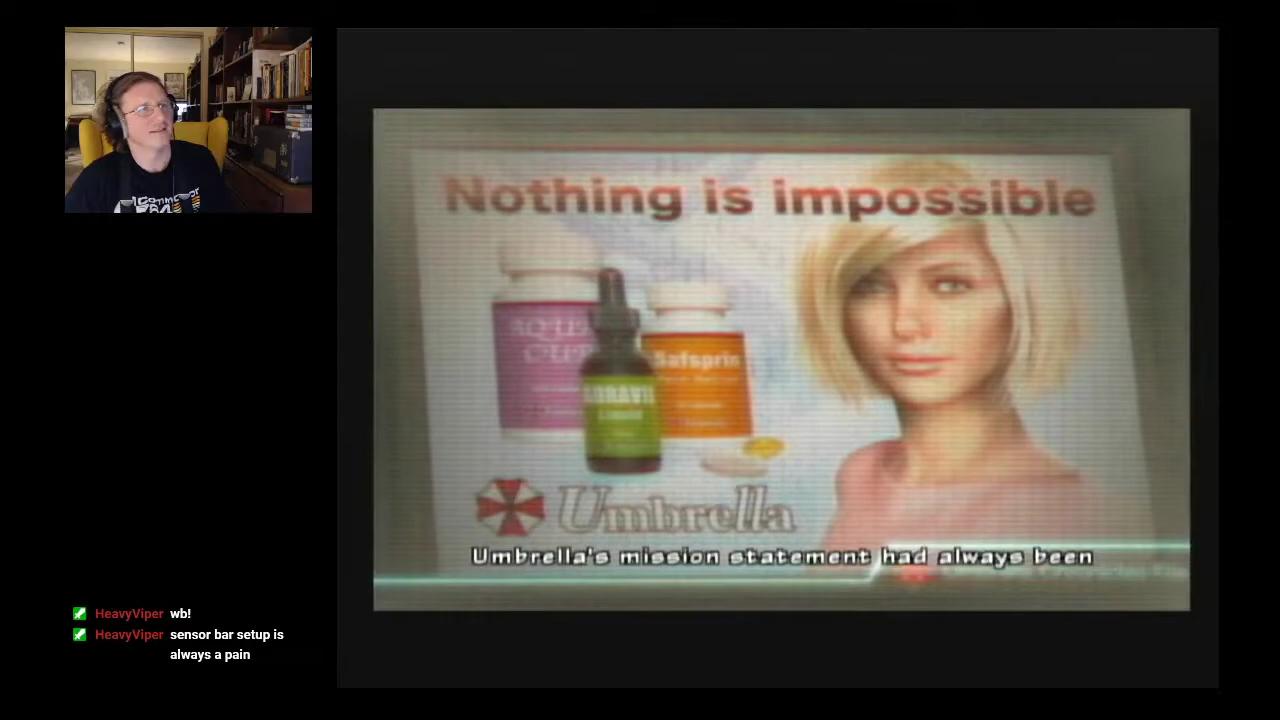 Nothing is impossible
Safsprin
Umbrella
Umbrella's mission statement had always been
HeavyViper wb!
HeavyViper sensor bar setup is
always a pain